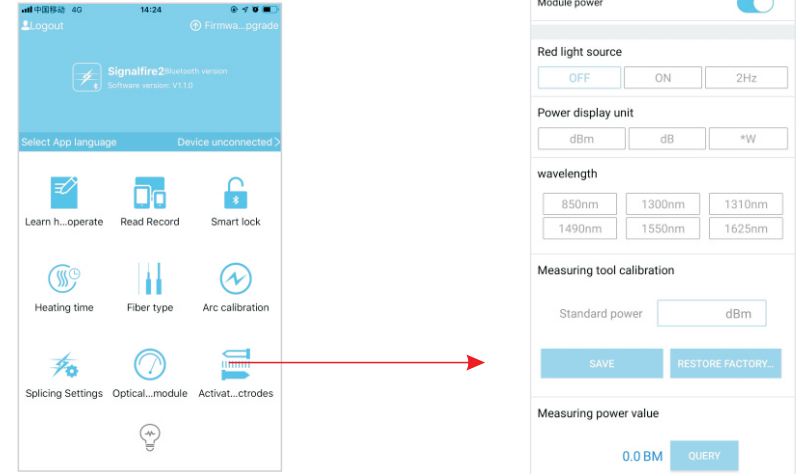 中国移动 4G 14:24
Logout Firmwa...pgrade
Signalfire2Bluetooth version
Software version: V1.1.0
Select App language Device unconnected
Learn h...operate Read Record Smart lock
Heating time Fiber type Arc calibration
Splicing Settings Optical...module Activat...ctrodes
Module power
Red light source
OFF ON 2Hz
Power display unit
dBm dB *W
wavelength
850nm 1300nm 1310nm
1490nm 1550nm 1625nm
Measuring tool calibration
Standard power dBm
SAVE RESTORE FACTORY...
Measuring power value
0.0 BM QUERY